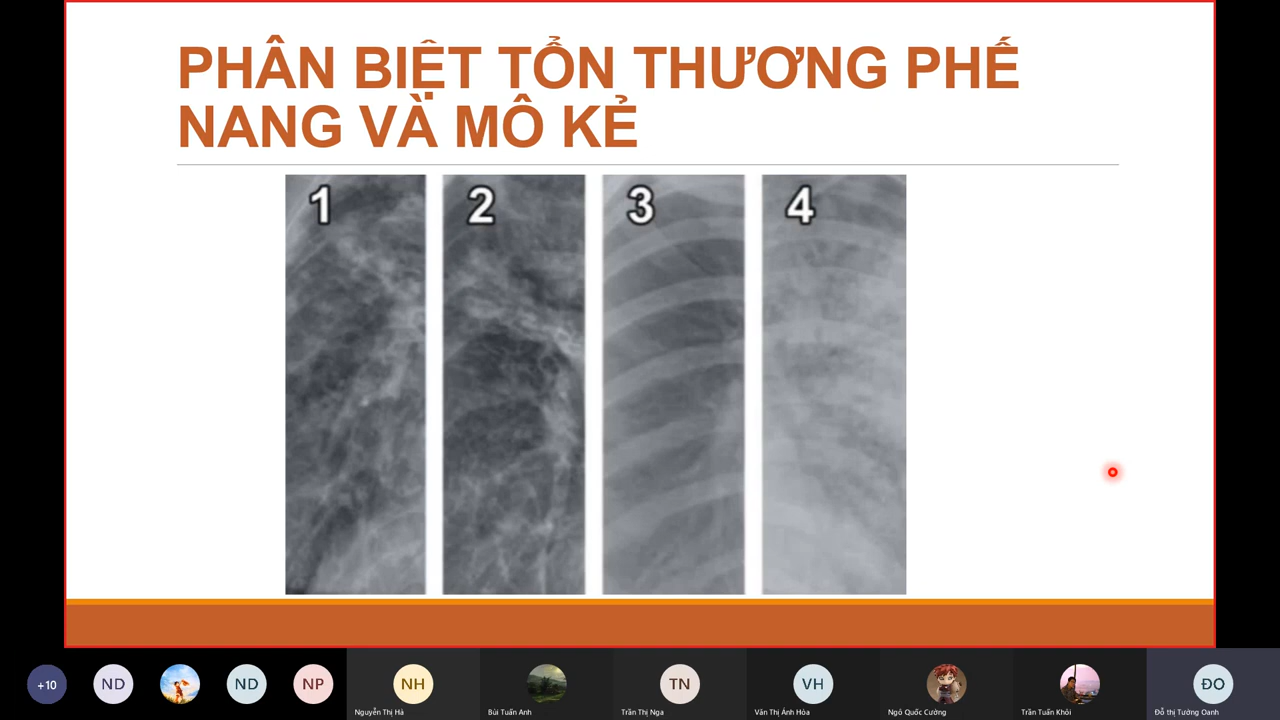 PHÂN BIỆT TỔN THƯƠNG PHẾ
NANG VÀ MÔ KẺ
1 2 3 4
+10 ND ND NP NH TN VH ĐO
Nguyễn Thị Hà Bùi Tuấn Anh Trần Thị Nga Văn Thị Ánh Hòa Ngô Quốc Cường Trần Tuấn Khôi Đỗ thị Tường Oanh